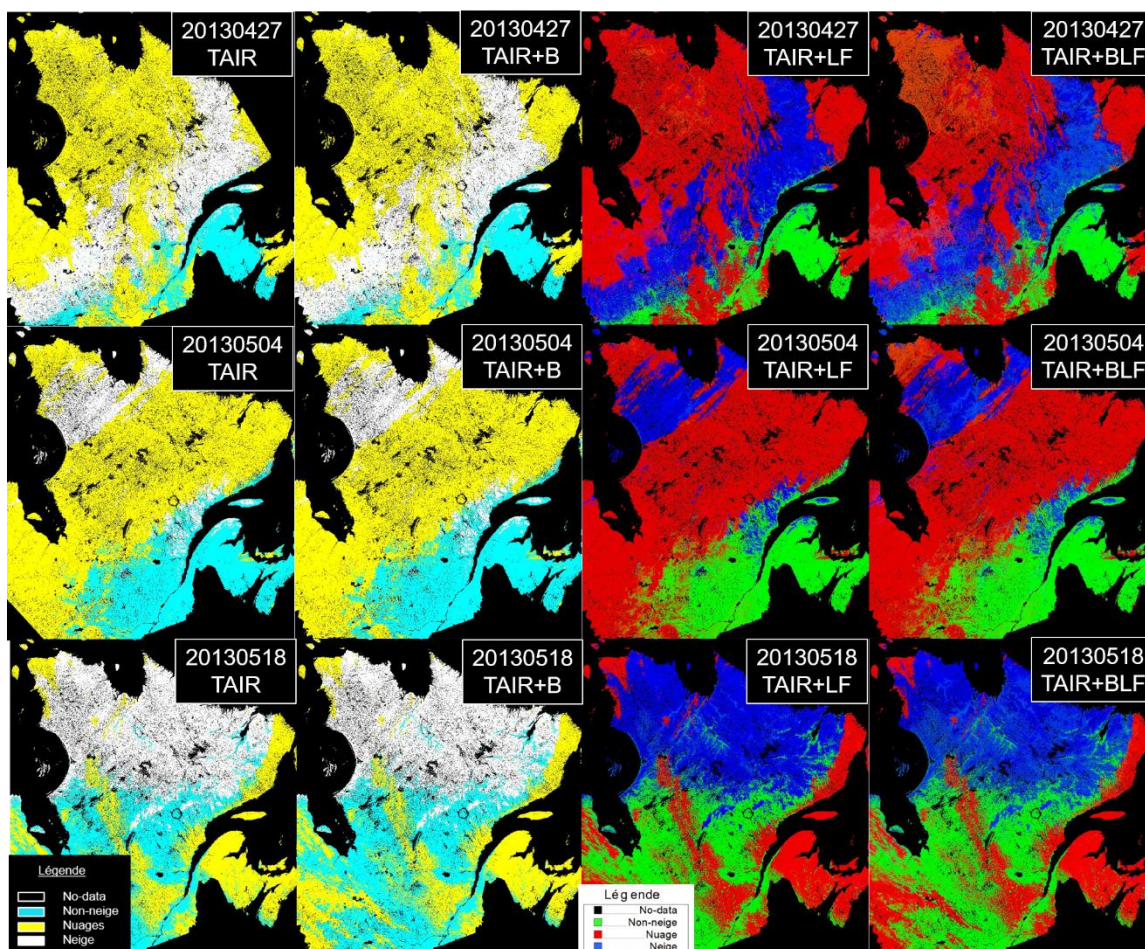 20130427
TAIR
20130427
TAIR+B
20130427
TAIR+LF
20130427
TAIR+BLF
20130504
TAIR
20130504
TAIR+B
20130504
TAIR+LF
20130504
TAIR+BLF
20130518
TAIR
20130518
TAIR+B
20130518
TAIR+LF
20130518
TAIR+BLF
Légende
No-data
Non-neige
Nuages
Neige
Légende
No-data
Non-neige
Nuage
Neige